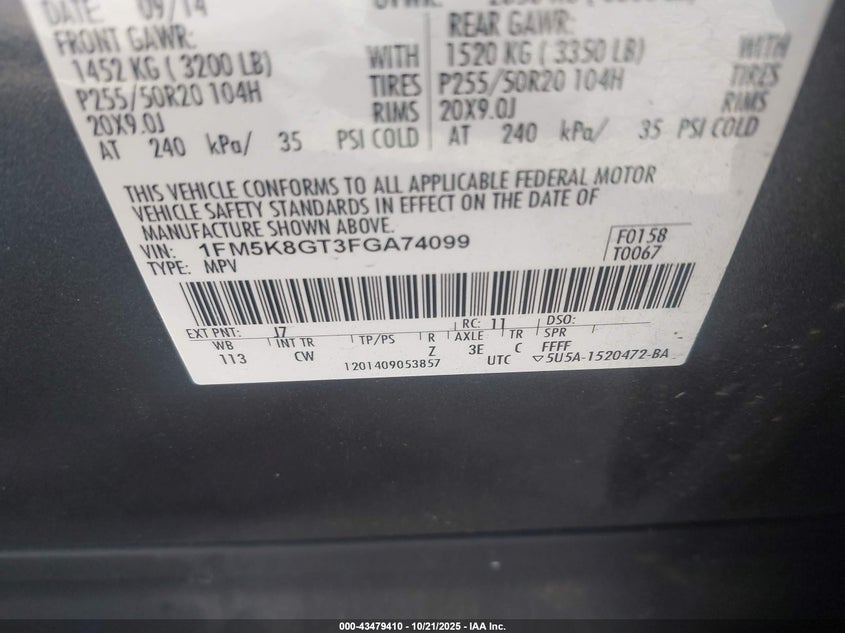 DATE 09/14
FRONT GAWR: REAR GAWR:
1452 KG ( 3200 LB) WITH 1520 KG ( 3350 LB) WITH
P255/50R20 104H TIRES P255/50R20 104H TIRES
20X9.0J RIMS 20X9.0J RIMS
AT 240 kPa/ 35 PSI COLD AT 240 kPa/ 35 PSI COLD
THIS VEHICLE CONFORMS TO ALL APPLICABLE FEDERAL MOTOR
VEHICLE SAFETY STANDARDS IN EFFECT ON THE DATE OF
MANUFACTURE SHOWN ABOVE.
VIN: 1FM5K8GT3FGA74099 F0158
TYPE: MPV T0067
EXT PNT: J7 RC: 11 DSO:
WB INT TR TP/PS R AXLE TR SPR
113 CW Z 3E C FFFF
1201409053857 UTC ▽5U5A-1520472-BA
000-43479410 - 10/21/2025 - IAA Inc.